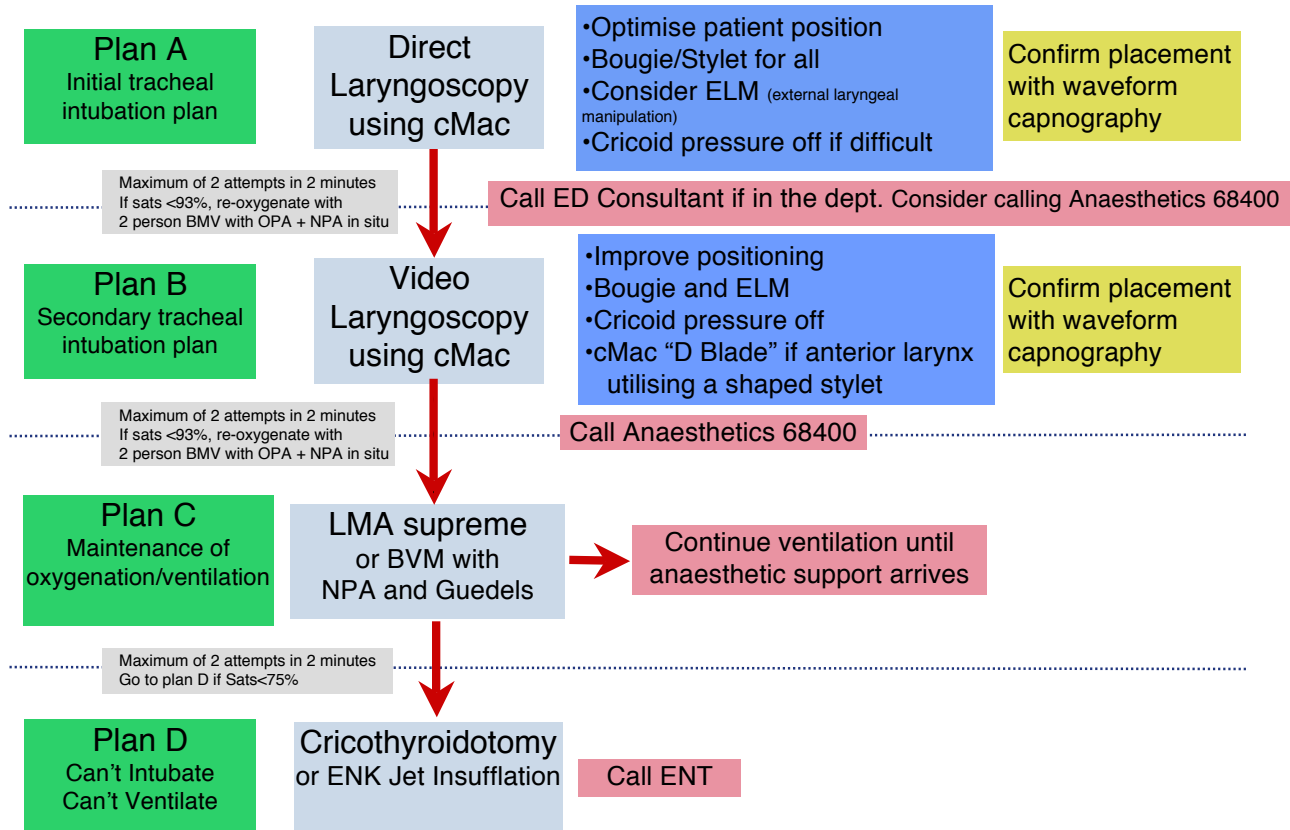 Plan A
Initial tracheal
intubation plan
Direct
Laryngoscopy
using cMac
•Optimise patient position
•Bougie/Stylet for all
•Consider ELM (external laryngeal
manipulation)
•Cricoid pressure off if difficult
Confirm placement
with waveform
capnography
Maximum of 2 attempts in 2 minutes
If sats <93%, re-oxygenate with
2 person BMV with OPA + NPA in situ
Call ED Consultant if in the dept. Consider calling Anaesthetics 68400
Plan B
Secondary tracheal
intubation plan
Video
Laryngoscopy
using cMac
•Improve positioning
•Bougie and ELM
•Cricoid pressure off
•cMac “D Blade” if anterior larynx
utilising a shaped stylet
Confirm placement
with waveform
capnography
Maximum of 2 attempts in 2 minutes
If sats <93%, re-oxygenate with
2 person BMV with OPA + NPA in situ
Call Anaesthetics 68400
Plan C
Maintenance of
oxygenation/ventilation
LMA supreme
or BVM with
NPA and Guedels
Continue ventilation until
anaesthetic support arrives
Maximum of 2 attempts in 2 minutes
Go to plan D if Sats<75%
Plan D
Can’t Intubate
Can’t Ventilate
Cricothyroidotomy
or ENK Jet Insufflation
Call ENT